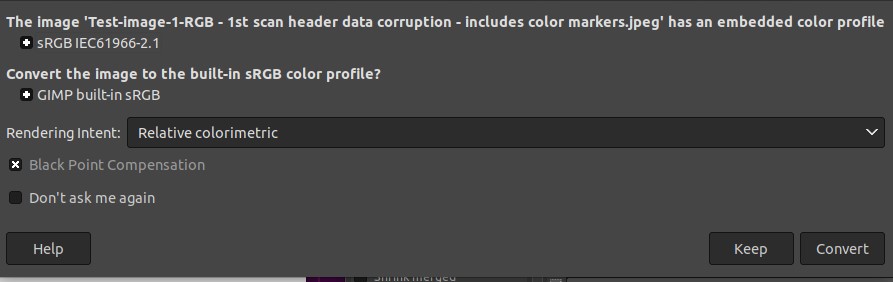 The image 'Test-image-1-RGB - 1st scan header data corruption - includes color markers.jpeg' has an embedded color profile
sRGB IEC61966-2.1
Convert the image to the built-in sRGB color profile?
GIMP built-in sRGB
Rendering Intent: Relative colorimetric
Black Point Compensation
Don't ask me again
Help Keep Convert
Shrink merged